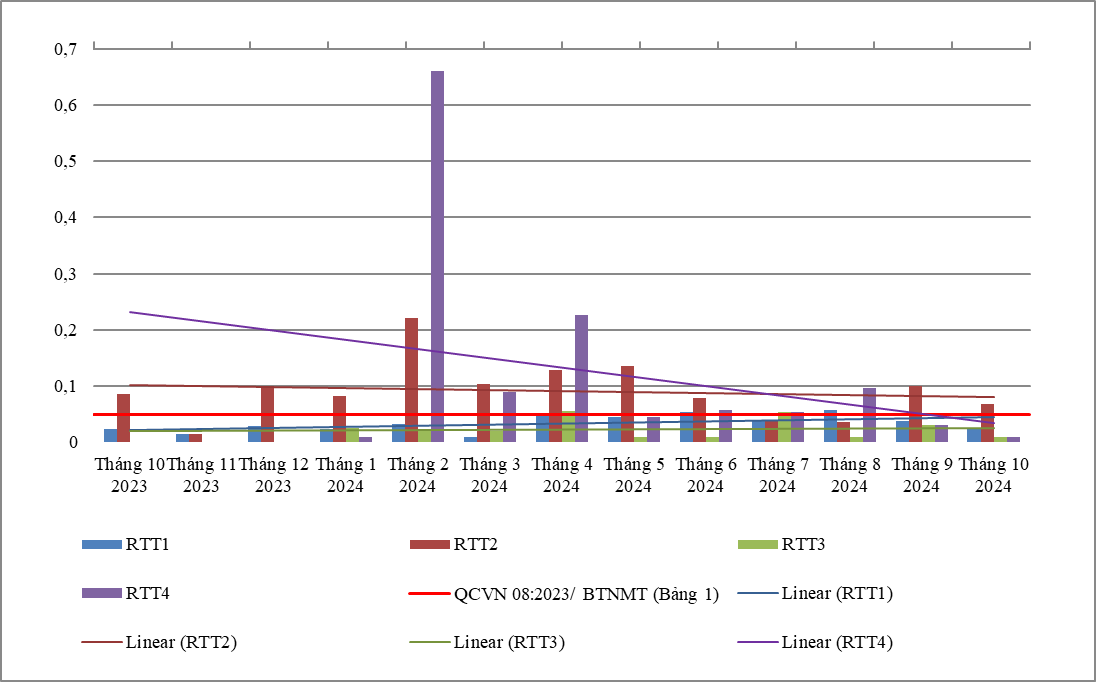 0,7
0,6
0,5
0,4
0,3
0,2
0,1
0
Tháng 10 Tháng 11 Tháng 12 Tháng 1 Tháng 2 Tháng 3 Tháng 4 Tháng 5 Tháng 6 Tháng 7 Tháng 8 Tháng 9 Tháng 10
2023 2023 2023 2024 2024 2024 2024 2024 2024 2024 2024 2024 2024
RTT1 RTT2 RTT3
RTT4 QCVN 08:2023/ BTNMT (Bảng 1) Linear (RTT1)
Linear (RTT2) Linear (RTT3) Linear (RTT4)